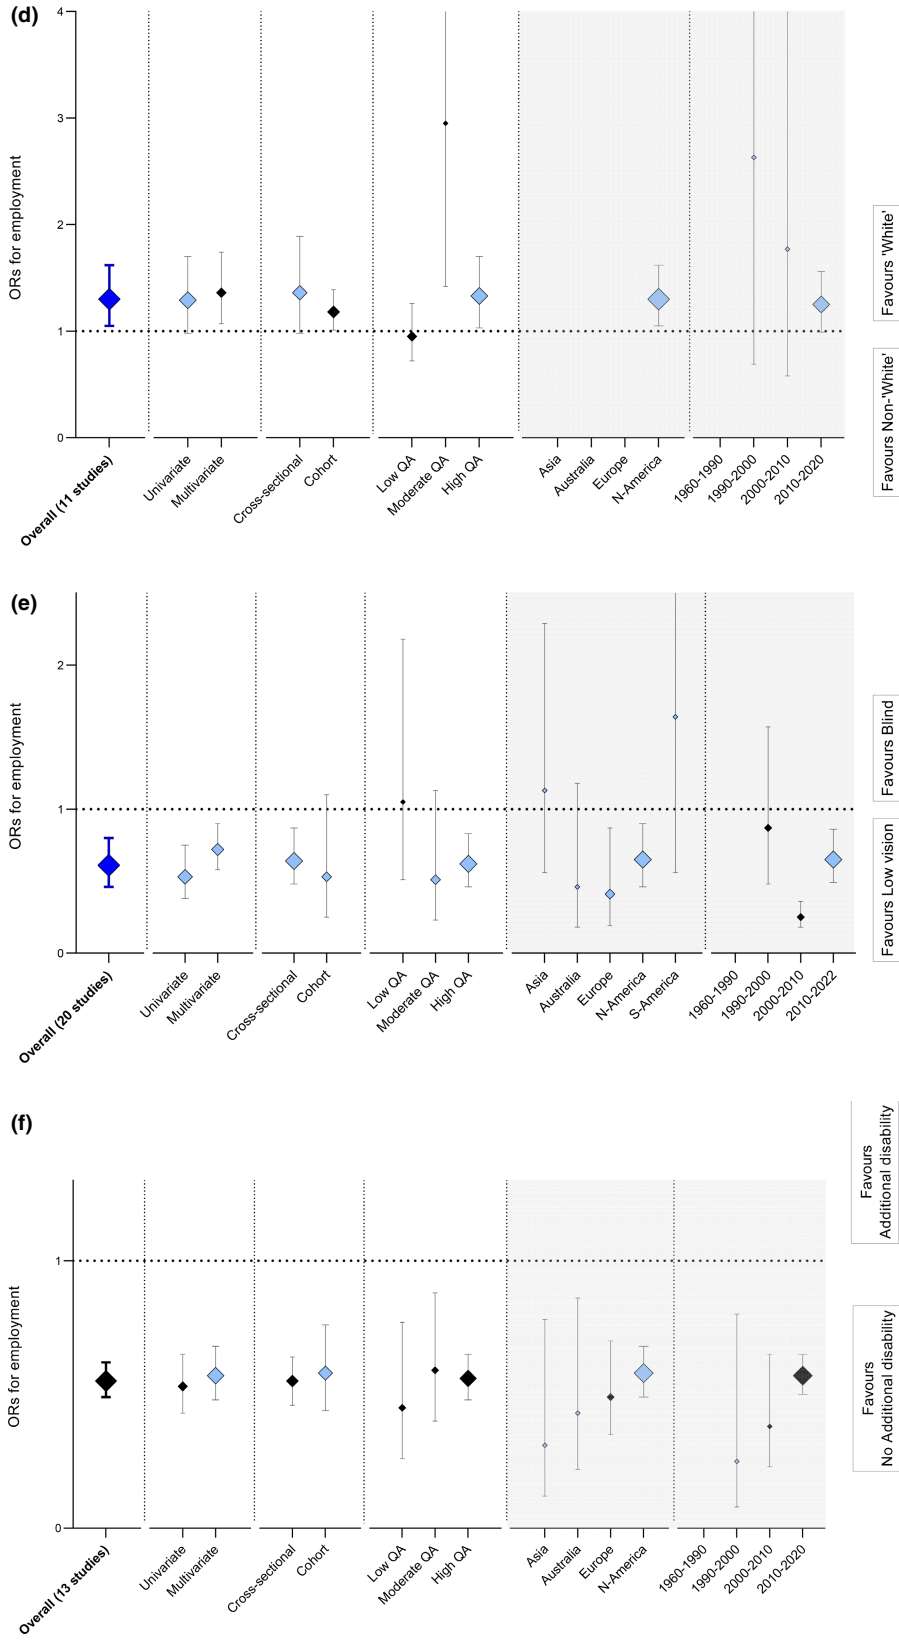 (d)
4
3
2
1
0
ORs for employment
Overall (11 studies)
Univariate
Multivariate
Cross-sectional
Cohort
Low QA
Moderate QA
High QA
Asia
Australia
Europe
N-America
1960-1990
1990-2000
2000-2010
2010-2020
Favours 'White'
Favours Non-'White'
(e)
2
1
0
ORs for employment
Overall (20 studies)
Univariate
Multivariate
Cross-sectional
Cohort
Low QA
Moderate QA
High QA
Asia
Australia
Europe
N-America
S-America
1960-1990
1990-2000
2000-2010
2010-2022
Favours Blind
Favours Low vision
(f)
1
0
ORs for employment
Overall (13 studies)
Univariate
Multivariate
Cross-sectional
Cohort
Low QA
Moderate QA
High QA
Asia
Australia
Europe
N-America
1960-1990
1990-2000
2000-2010
2010-2020
Favours
Additional disability
Favours
No Additional disability